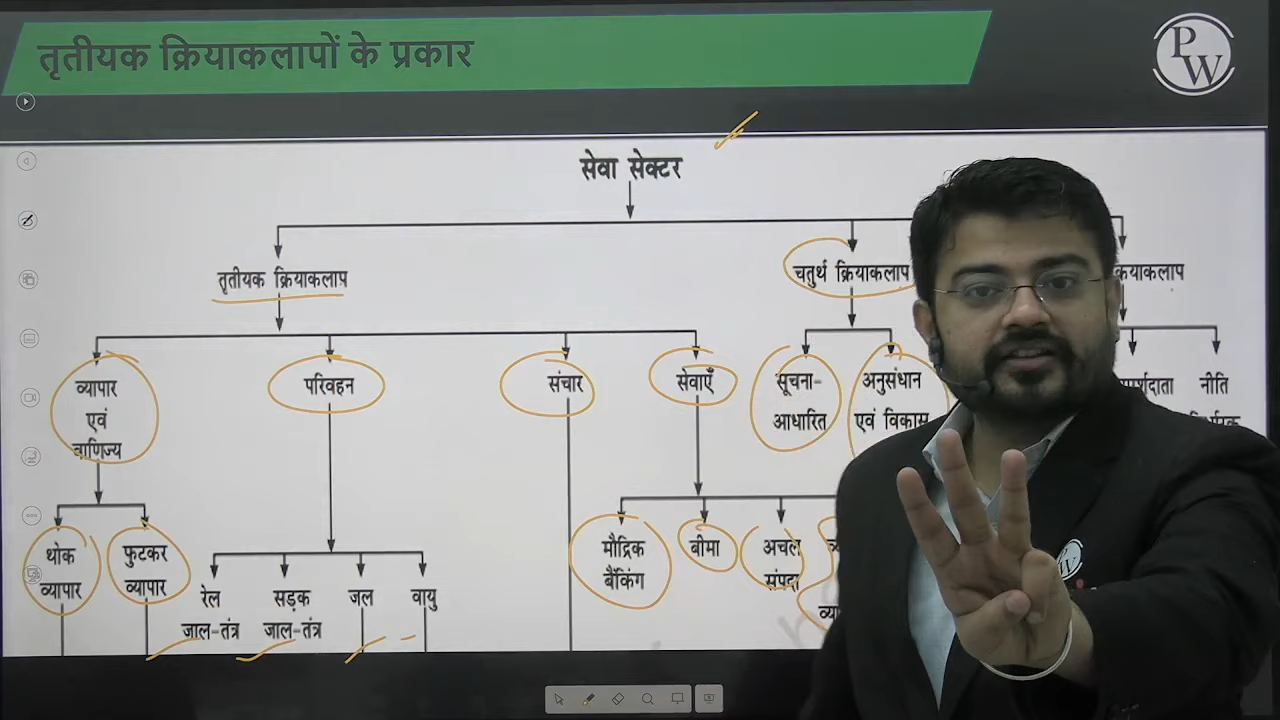 तृतीयक क्रियाकलापों के प्रकार
PW
सेवा सेक्टर
तृतीयक क्रियाकलाप
चतुर्थ क्रियाकलाप
व्यापार
एवं
वाणिज्य
परिवहन
संचार
सेवाएँ
सूचना-
आधारित
अनुसंधान
एवं विकास
नीति
थोक
व्यापार
फुटकर
व्यापार
रेल
जाल-तंत्र
सड़क
जाल-तंत्र
जल
वायु
मौद्रिक
बैंकिंग
बीमा
अचल
संपदा
PW